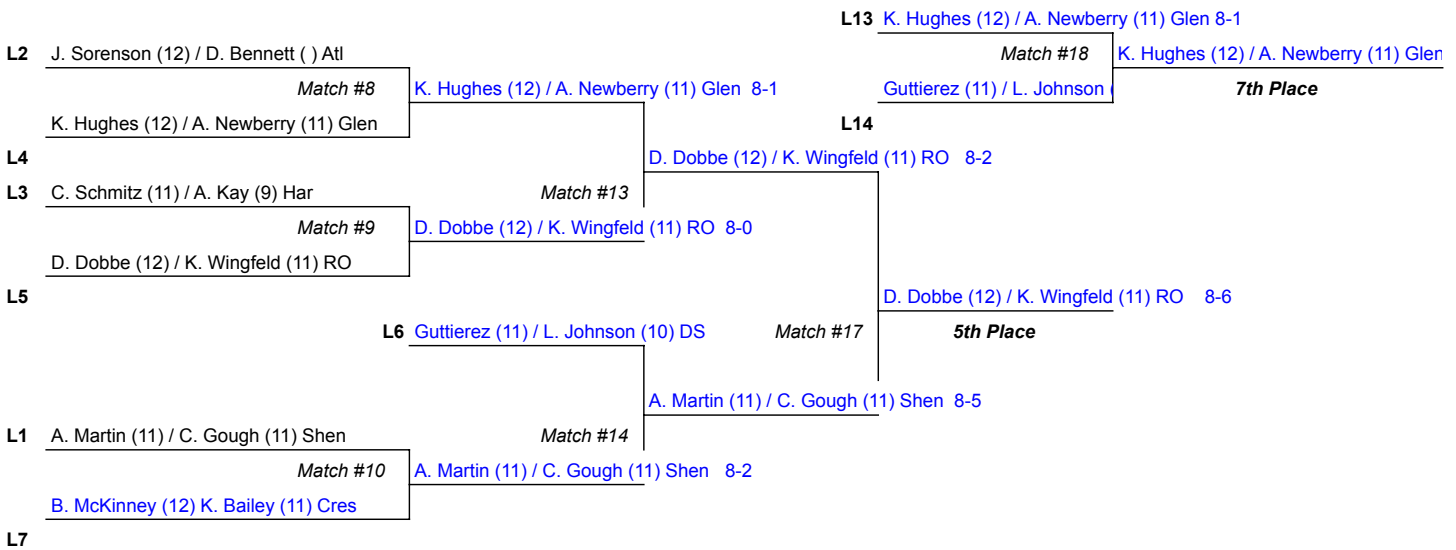 L13 K. Hughes (12) / A. Newberry (11) Glen 8-1
L2 J. Sorenson (12) / D. Bennett ( ) Atl
Match #18 K. Hughes (12) / A. Newberry (11) Glen
Match #8 K. Hughes (12) / A. Newberry (11) Glen 8-1
Guttierez (11) / L. Johnson (
7th Place
K. Hughes (12) / A. Newberry (11) Glen
L14
L4
D. Dobbe (12) / K. Wingfeld (11) RO 8-2
L3 C. Schmitz (11) / A. Kay (9) Har
Match #13
Match #9 D. Dobbe (12) / K. Wingfeld (11) RO 8-0
D. Dobbe (12) / K. Wingfeld (11) RO
L5
D. Dobbe (12) / K. Wingfeld (11) RO 8-6
L6 Guttierez (11) / L. Johnson (10) DS
Match #17
5th Place
A. Martin (11) / C. Gough (11) Shen 8-5
L1 A. Martin (11) / C. Gough (11) Shen
Match #14
Match #10 A. Martin (11) / C. Gough (11) Shen 8-2
B. McKinney (12) K. Bailey (11) Cres
L7